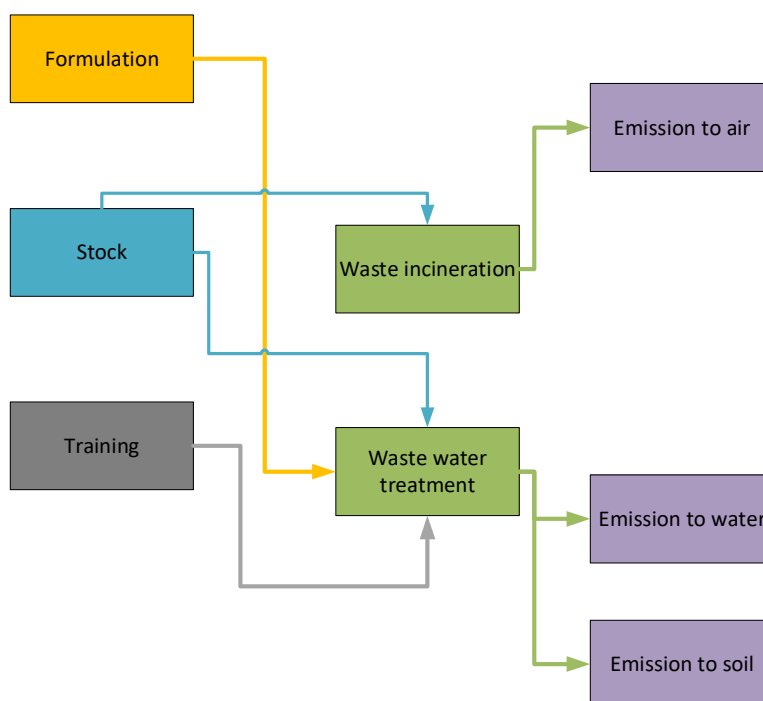 Formulation
Emission to air
Stock
Waste incineration
Training
Waste water
treatment
Emission to water
Emission to soil